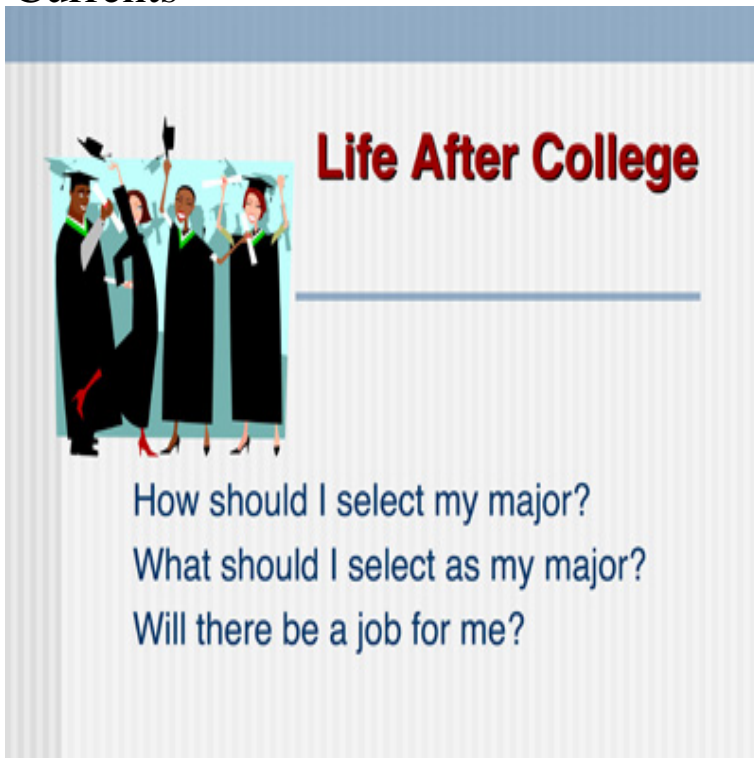 Life After College
How should I select my major?
What should I select as my major?
Will there be a job for me?